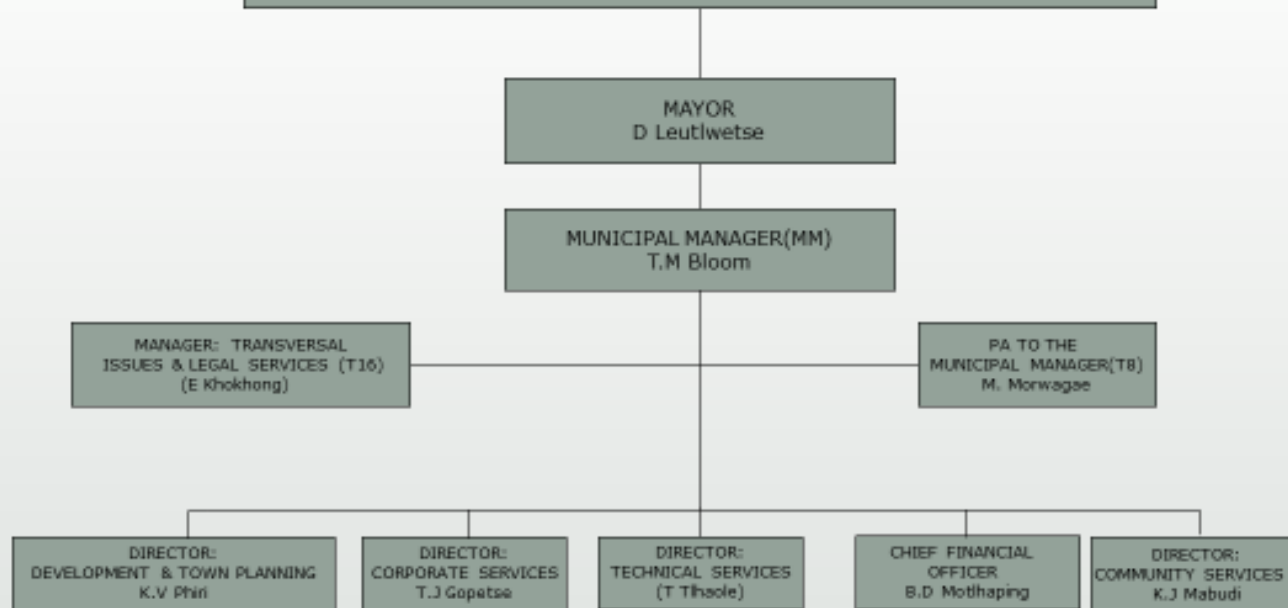 MAYOR
D Leutlwetse
MUNICIPAL MANAGER(MM)
T.M Bloom
MANAGER: TRANSVERSAL
ISSUES & LEGAL SERVICES (T16)
(E Khokhong)
PA TO THE
MUNICIPAL MANAGER(T8)
M. Morwagae
DIRECTOR:
DEVELOPMENT & TOWN PLANNING
K.V Phiri
DIRECTOR:
CORPORATE SERVICES
T.J Gopetse
DIRECTOR:
TECHNICAL SERVICES
(T Tlhaole)
CHIEF FINANCIAL
OFFICER
B.D Motlhaping
DIRECTOR:
COMMUNITY SERVICES
K.J Mabudi